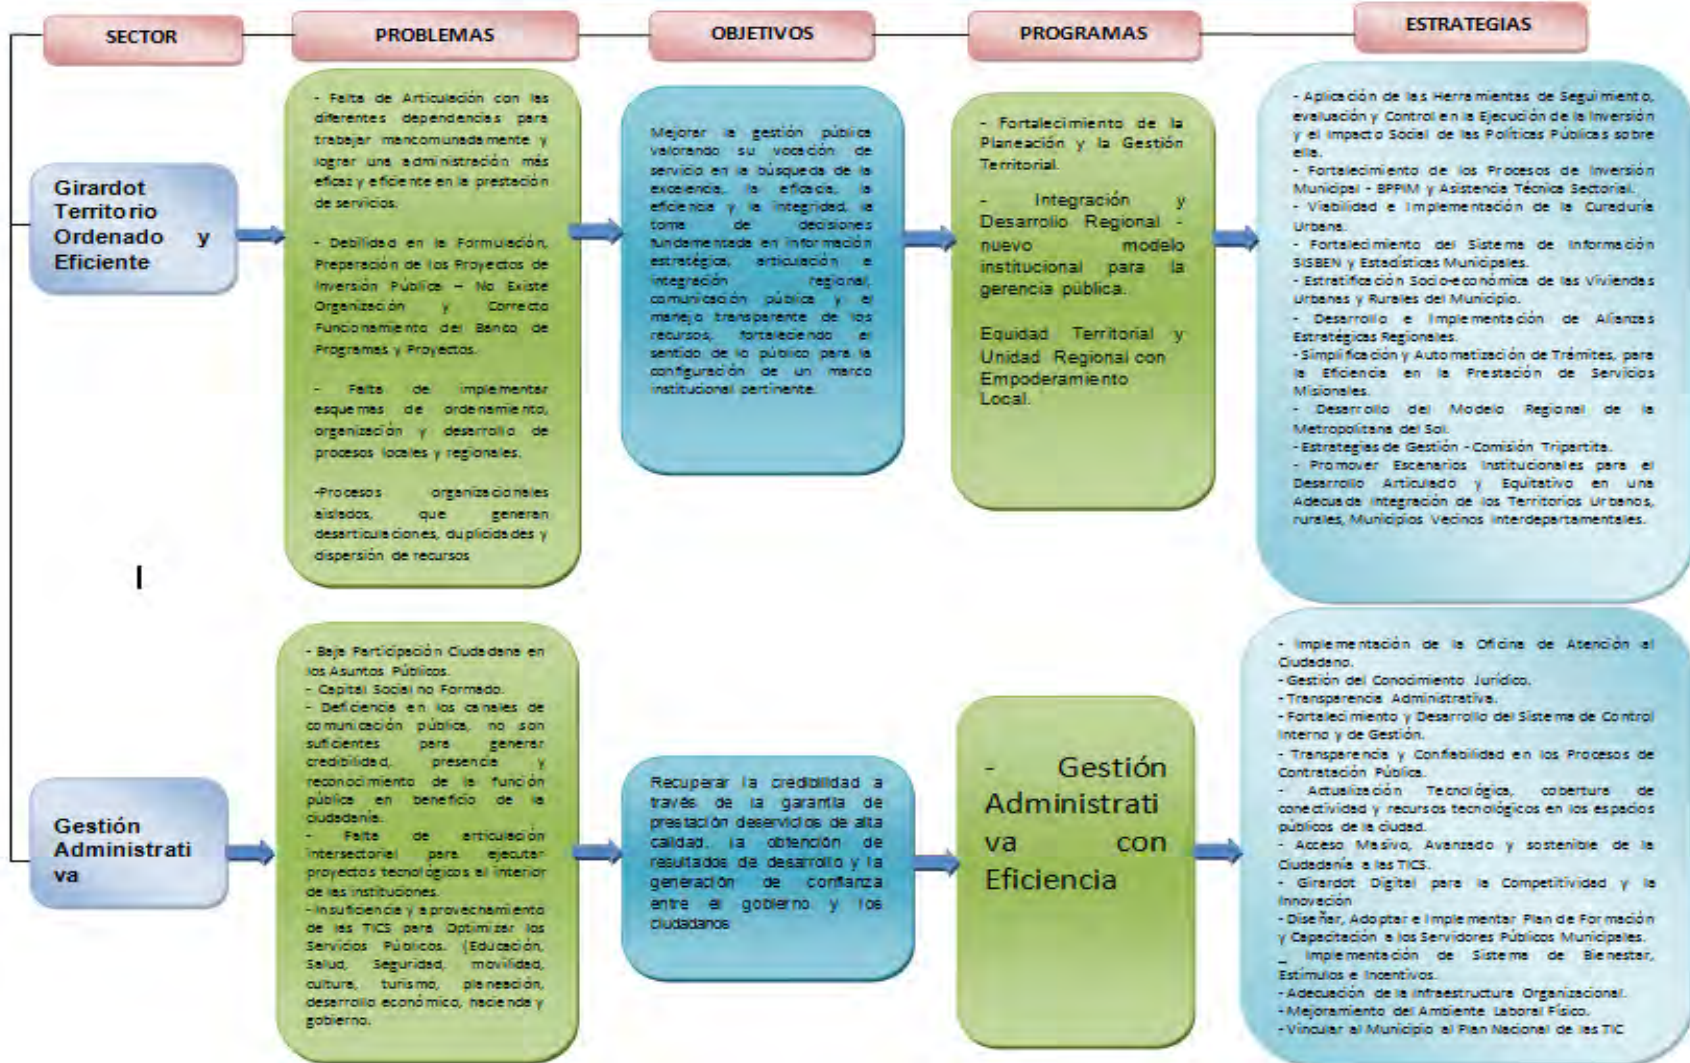 SECTOR
PROBLEMAS
OBJETIVOS
PROGRAMAS
ESTRATEGIAS
Girardot
Territorio
Ordenado y
Eficiente
- Falta de Articulación con las
diferentes dependencias para
trabajar mancomunadamente y
lograr una administración más
eficaz y eficiente en la prestación
de servicios.
- Debilidad en la Formulación,
Preparación de los Proyectos de
Inversión Pública – No Existe
Organización y Correcto
Funcionamiento del Banco de
Programas y Proyectos.
- Falta de implementar
esquemas de ordenamiento,
organización y desarrollo de
procesos locales y regionales.
-Procesos organizacionales
aislados, que generan
desarticulaciones, duplicidades y
dispersión de recursos
Mejorar la gestión pública
valorando su vocación de
servicio en la búsqueda de la
excelencia, la eficacia, la
eficiencia y la integridad, la
toma de decisiones
fundamentada en información
estratégica, articulación e
integración regional,
comunicación pública y el
manejo transparente de los
recursos, fortaleciendo el
sentido de lo público para la
configuración de un marco
institucional pertinente.
- Fortalecimiento de la
Planeación y la Gestión
Territorial.
- Integración y
Desarrollo Regional -
nuevo modelo
institucional para la
gerencia pública.
Equidad Territorial y
Unidad Regional con
Empoderamiento
Local.
- Aplicación de las Herramientas de Seguimiento,
evaluación y Control en la Ejecución de la Inversión
y el Impacto Social de las Políticas Públicas sobre
ella.
- Fortalecimiento de los Procesos de Inversión
Municipal - BPPIM y Asistencia Técnica Sectorial.
- Viabilidad e Implementación de la Curaduría
Urbana.
- Fortalecimiento del Sistema de Información
SISBEN y Estadísticas Municipales.
- Estratificación Socio-económica de las Viviendas
Urbanas y Rurales del Municipio.
- Desarrollo e Implementación de Alianzas
Estratégicas Regionales.
- Simplificación y Automatización de Trámites, para
la Eficiencia en la Prestación de Servicios
Misionales.
- Desarrollo del Modelo Regional de la
Metropolitana del Sol.
- Estrategias de Gestión - Comisión Tripartita.
- Promover Escenarios Institucionales para el
Desarrollo Articulado y Equitativo en una
Adecuada Integración de los Territorios Urbanos,
rurales, Municipios Vecinos Interdepartamentales.
I
Gestión
Administrati
va
- Baja Participación Ciudadana en
los Asuntos Públicos.
- Capital Social no Formado.
- Deficiencia en los canales de
comunicación pública, no son
suficientes para generar
credibilidad, presencia y
reconocimiento de la función
pública en beneficio de la
ciudadanía.
- Falta de articulación
intersectorial para ejecutar
proyectos tecnológicos al interior
de las instituciones.
- Insuficiencia y aprovechamiento
de las TICS para Optimizar los
Servicios Públicos. (Educación,
Salud, Seguridad, movilidad,
cultura, turismo, planeación,
desarrollo económico, hacienda y
gobierno.
Recuperar la credibilidad a
través de la garantía de
prestación deservicios de alta
calidad, la obtención de
resultados de desarrollo y la
generación de confianza
entre el gobierno y los
ciudadanos
- Gestión
Administrati
va con
Eficiencia
- Implementación de la Oficina de Atención al
Ciudadano.
- Gestión del Conocimiento Jurídico.
- Transparencia Administrativa.
- Fortalecimiento y Desarrollo del Sistema de Control
Interno y de Gestión.
- Transparencia y Confiabilidad en los Procesos de
Contratación Pública.
- Actualización Tecnológica, cobertura de
conectividad y recursos tecnológicos en los espacios
públicos de la ciudad.
- Acceso Masivo, Avanzado y sostenible de la
Ciudadanía a las TICS.
- Girardot Digital para la Competitividad y la
Innovación
- Diseñar, Adoptar e Implementar Plan de Formación
y Capacitación a los Servidores Públicos Municipales.
_ Implementación de Sistema de Bienestar,
Estímulos e Incentivos.
- Adecuación de la Infraestructura Organizacional.
- Mejoramiento del Ambiente Laboral Físico.
- Vincular al Municipio al Plan Nacional de las TIC